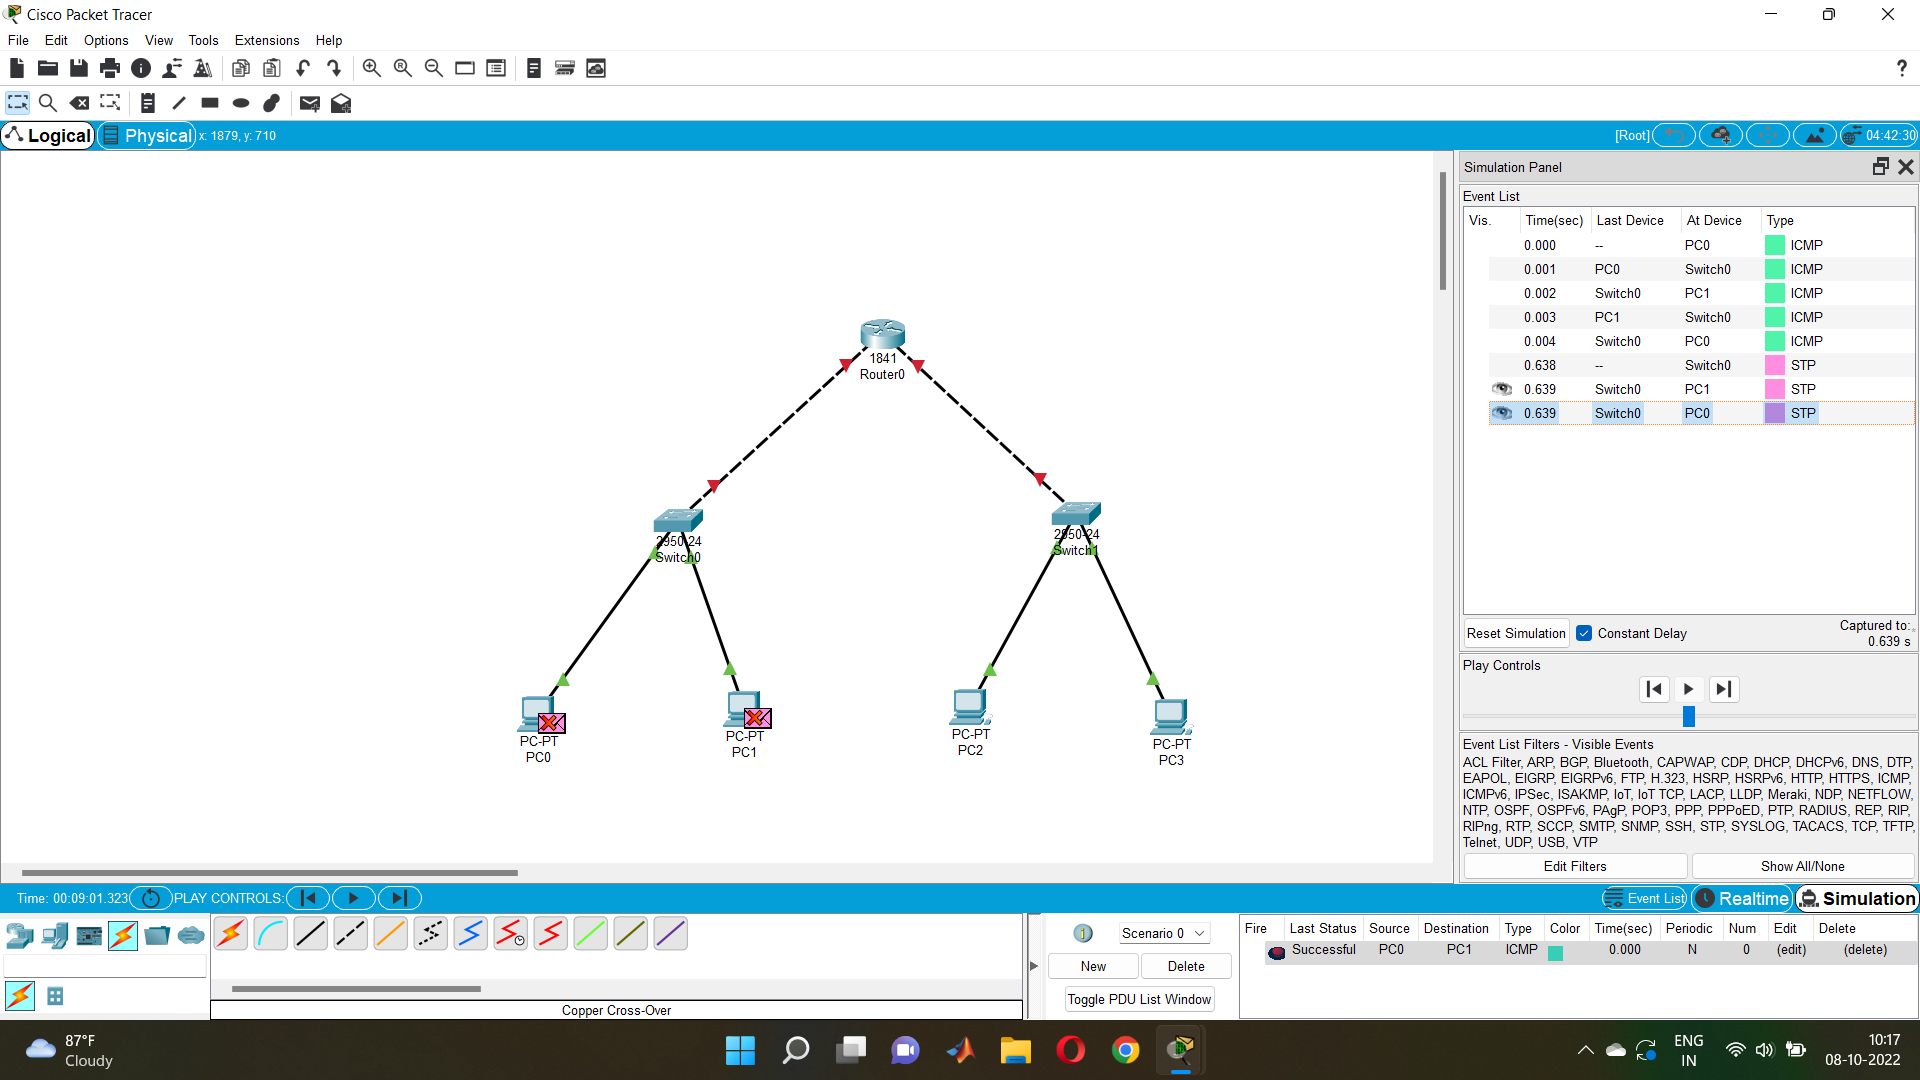 Cisco Packet Tracer
File Edit Options View Tools Extensions Help
Logical Physical x: 1879, y: 710 [Root] 04:42:30
1841
Router0
2950-24
Switch0
2950-24
Switch1
PC-PT
PC0
PC-PT
PC1
PC-PT
PC2
PC-PT
PC3
Simulation Panel
Event List
Vis. Time(sec) Last Device At Device Type
0.000 -- PC0 ICMP
0.001 PC0 Switch0 ICMP
0.002 Switch0 PC1 ICMP
0.003 PC1 Switch0 ICMP
0.004 Switch0 PC0 ICMP
0.638 -- Switch0 STP
0.639 Switch0 PC1 STP
0.639 Switch0 PC0 STP
Reset Simulation Constant Delay Captured to:
0.639 s
Play Controls
Event List Filters - Visible Events
ACL Filter, ARP, BGP, Bluetooth, CAPWAP, CDP, DHCP, DHCPv6, DNS, DTP,
EAPOL, EIGRP, EIGRPv6, FTP, H.323, HSRP, HSRPv6, HTTP, HTTPS, ICMP,
ICMPv6, IPSec, ISAKMP, IoT, IoT TCP, LACP, LLDP, Meraki, NDP, NETFLOW,
NTP, OSPF, OSPFv6, PAgP, POP3, PPP, PPPoED, PTP, RADIUS, REP, RIP,
RIPng, RTP, SCCP, SMTP, SNMP, SSH, STP, SYSLOG, TACACS, TCP, TFTP,
Telnet, UDP, USB, VTP
Edit Filters Show All/None
Time: 00:09:01.323 PLAY CONTROLS: Event List Realtime Simulation
Copper Cross-Over
Scenario 0
New Delete
Toggle PDU List Window
Fire Last Status Source Destination Type Color Time(sec) Periodic Num Edit Delete
Successful PC0 PC1 ICMP 0.000 N 0 (edit) (delete)
87°F
Cloudy
ENG
IN
10:17
08-10-2022